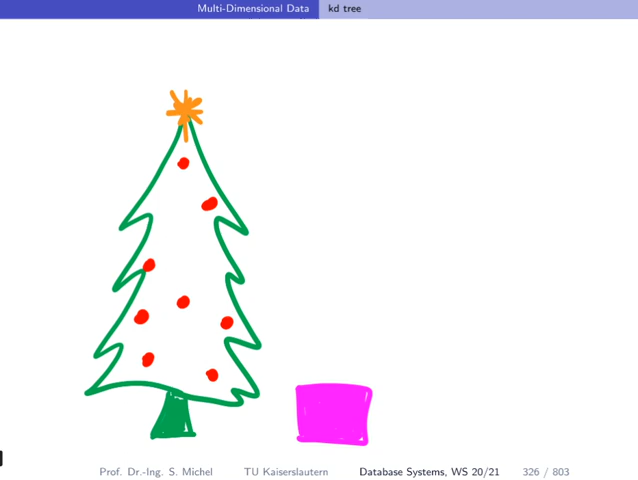 Multi-Dimensional Data kd tree
Prof. Dr.-Ing. S. Michel TU Kaiserslautern Database Systems, WS 20/21 326 / 803